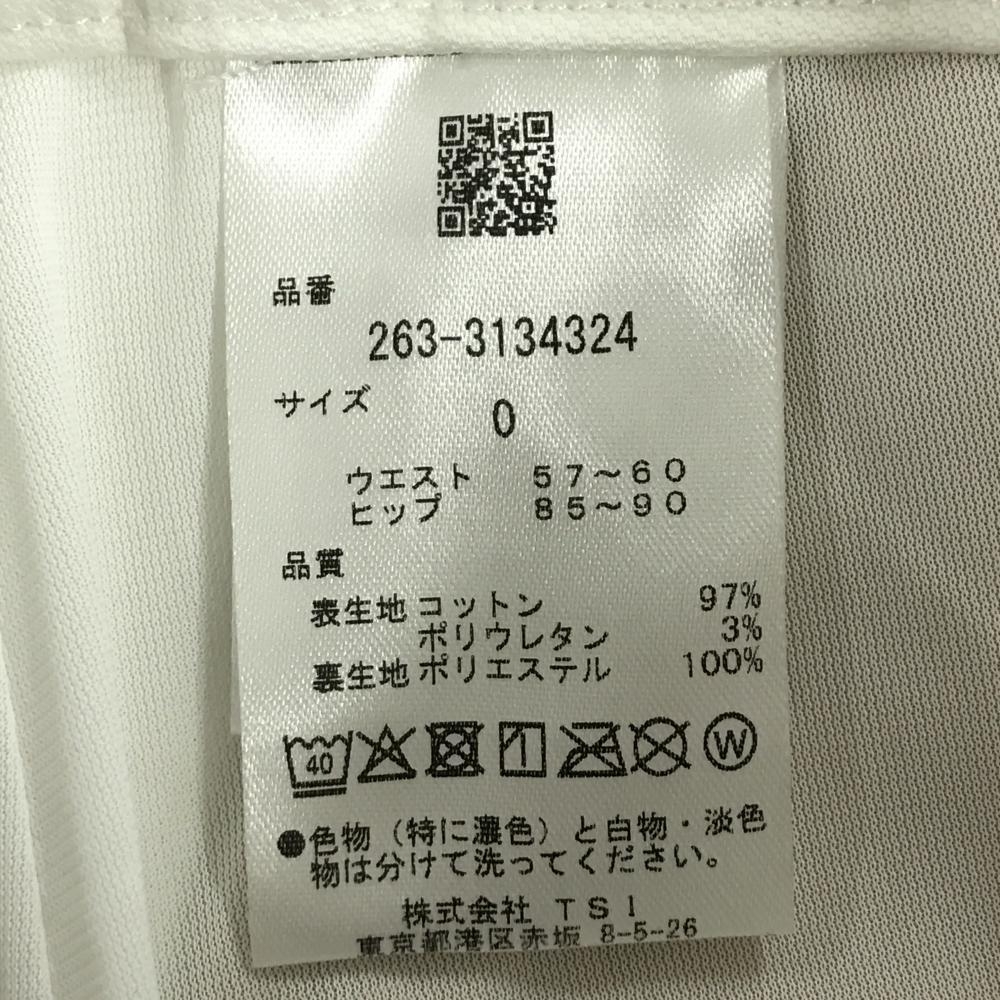 品番
263-3134324
サイズ 0
ウエスト 57～60
ヒップ 85～90
品質
表生地 コットン 97%
ポリウレタン 3%
裏生地 ポリエステル 100%
40 W
●色物（特に濃色）と白物・淡色
物は分けて洗ってください。
株式会社 TSI
東京都港区赤坂 8-5-26